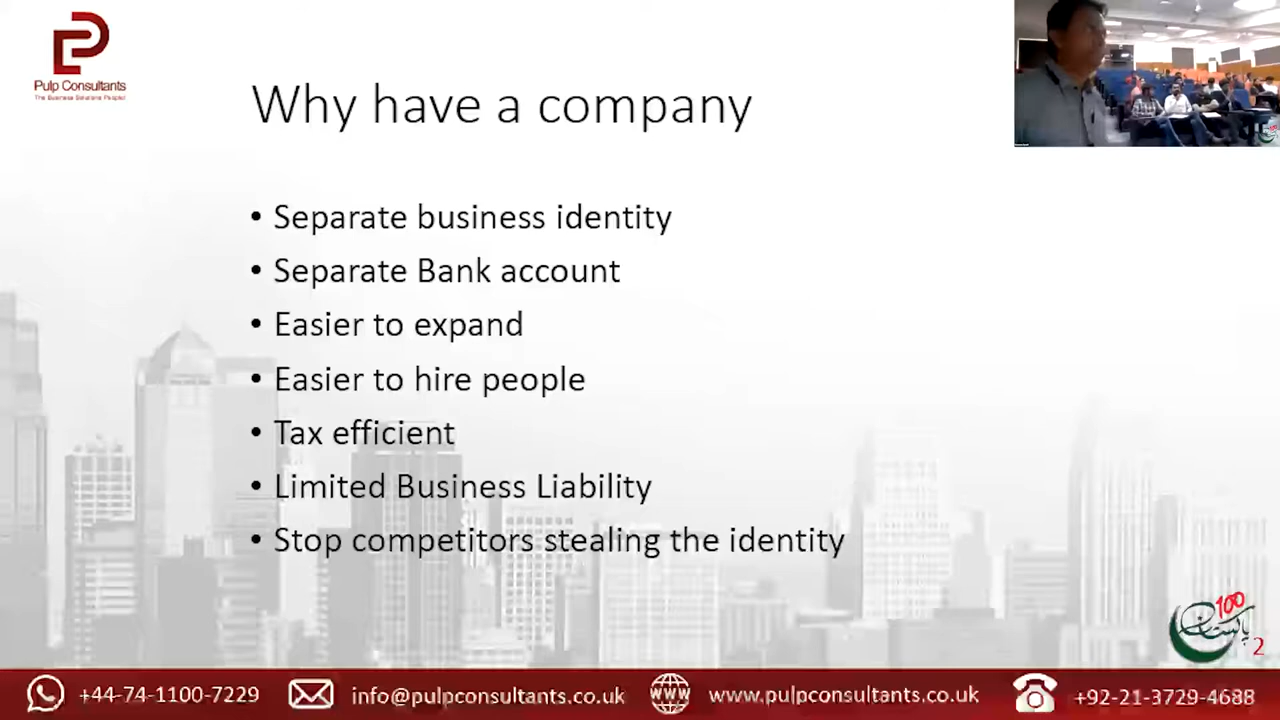 Pulp Consultants
The Business Solutions People!
Why have a company
• Separate business identity
• Separate Bank account
• Easier to expand
• Easier to hire people
• Tax efficient
• Limited Business Liability
• Stop competitors stealing the identity
100
پاکستان
2
+44-74-1100-7229
info@pulpconsultants.co.uk
www.pulpconsultants.co.uk
+92-21-3729-4688